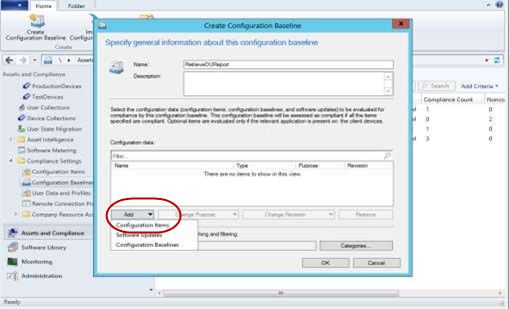 Home Folder
Create Im
Configuration Baseline Configur
Create
Assets
Assets and Compliance
ProductionDevices
TestDevices
User Collections
Device Collections
User State Migration
Asset Intelligence
Software Metering
Compliance Settings
Configuration Items
Configuration Baselines
User Data and Profiles
Remote Connection Pro
Company Resource Acc
Assets and Compliance
Software Library
Monitoring
Administration
Ready
Create Configuration Baseline
Specify general information about this configuration baseline
Name: RetrieveOUReport
Description:
Select the configuration data (configuration items, configuration baselines, and software updates) to be evaluated for
compliance by this configuration baseline. This configuration baseline will be assessed as compliant if all the items
specified are compliant. Optional items are evaluated only if the relevant application is present on the client devices.
Configuration data:
Filter...
Name Type Purpose Revision
There are no items to show in this view.
Add Change Purpose Change Revision Remove
Configuration Items
Software Updates
Configuration Baselines
hing and filtering:
Categories...
OK Cancel
Search Add Criteria
Compliance Count Nonco
1 0
0 2
1 0
3 0